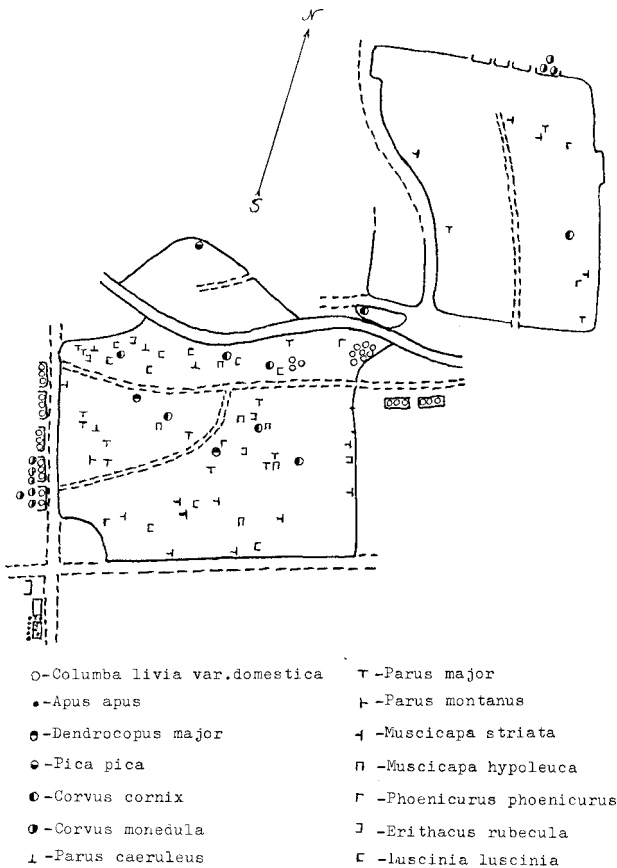 N
S
-Columba livia var.domestica
-Apus apus
-Dendrocopus major
-Pica pica
-Corvus cornix
-Corvus monedula
-Parus caeruleus
-Parus major
-Parus montanus
-Muscicapa striata
-Muscicapa hypoleuca
-Phoenicurus phoenicurus
-Erithacus rubecula
-luscinia luscinia